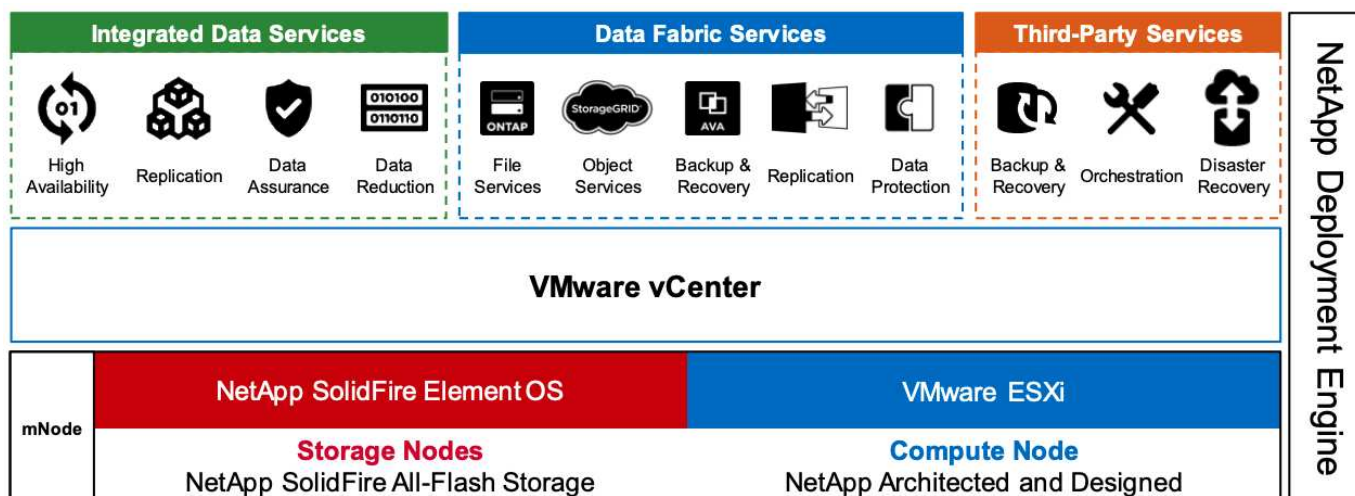 Integrated Data Services
Data Fabric Services
Third-Party Services
01
010100
0110110
ONTAP
StorageGRID®
AVA
High
Availability
Replication
Data
Assurance
Data
Reduction
File
Services
Object
Services
Backup &
Recovery
Replication
Data
Protection
Backup &
Recovery
Orchestration
Disaster
Recovery
VMware vCenter
mNode
NetApp SolidFire Element OS
VMware ESXi
Storage Nodes
NetApp SolidFire All-Flash Storage
Compute Node
NetApp Architected and Designed
NetApp Deployment Engine